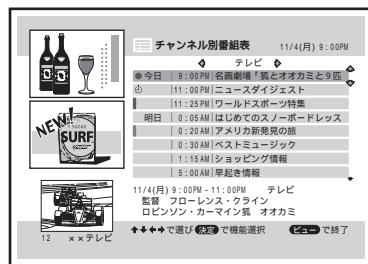 チャンネル別番組表 11/4(月) 9:00PM
テレビ
今日 9:00PM 名画劇場「狐とオオカミと9匹
11:00PM ニュースダイジェスト
11:25PM ワールドスポーツ特集
明日 0:05AM はじめてのスノーボードレッス
0:20AM アメリカ新発見の旅
0:30AM ベストミュージック
1:15AM ショッピング情報
5:00AM 早起き情報
NEW!
SURF
11/4(月) 9:00PM - 11:00PM テレビ
監督 フローレンス・クライン
ロビンソン・カーマイン狐 オオカミ
12 ××テレビ
で選び 決定 で機能選択 ビュー で終了